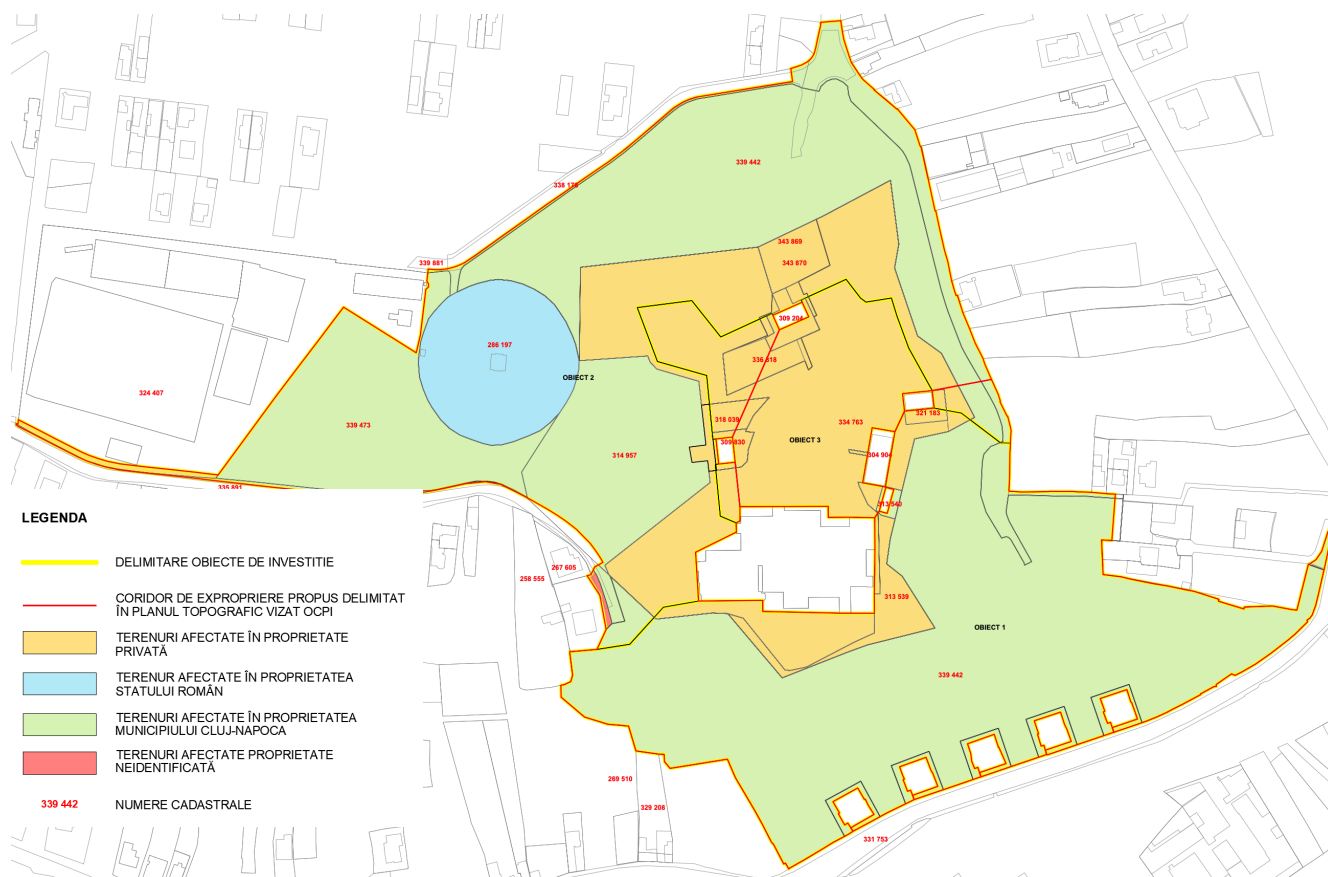 339 442
338 178
339 881
343 869
343 870
309 204
286 197
336 818
OBIECT 2
324 407
318 039
334 763
321 183
339 473
309 830
OBIECT 3
314 957
304 904
335 891
313 540
LEGENDA
DELIMITARE OBIECTE DE INVESTITIE
CORIDOR DE EXPROPRIERE PROPUS DELIMITAT
ÎN PLANUL TOPOGRAFIC VIZAT OCPI
TERENURI AFECTATE ÎN PROPRIETATE
PRIVATĂ
TERENUR AFECTATE ÎN PROPRIETATEA
STATULUI ROMÂN
TERENURI AFECTATE ÎN PROPRIETATEA
MUNICIPIULUI CLUJ-NAPOCA
TERENURI AFECTATE PROPRIETATE
NEIDENTIFICATĂ
339 442
NUMERE CADASTRALE
267 605
258 555
313 539
OBIECT 1
339 442
269 510
329 208
331 753